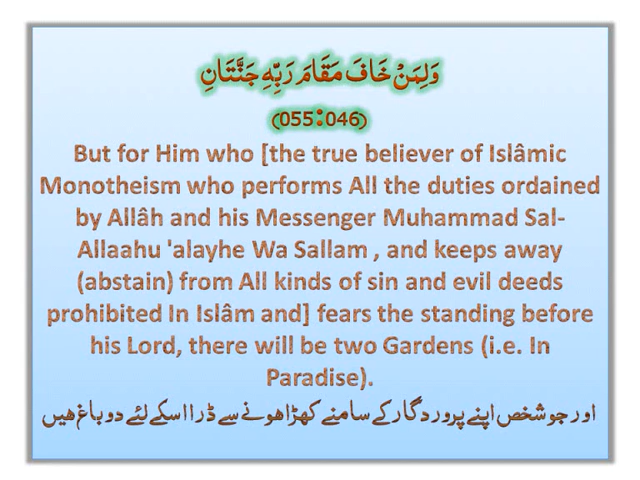 وَلِمَنْ خَافَ مَقَامَ رَبِّهِ جَنَّتَانِ
(055:046)
But for Him who [the true believer of Islâmic
Monotheism who performs All the duties ordained
by Allâh and his Messenger Muhammad Sal-
Allaahu 'alayhe Wa Sallam , and keeps away
(abstain) from All kinds of sin and evil deeds
prohibited In Islâm and] fears the standing before
his Lord, there will be two Gardens (i.e. In
Paradise).
اور جو شخص اپنے پروردگار کے سامنے کھڑا ھونے سے ڈرا اسکے لئے دو باغ ھیں